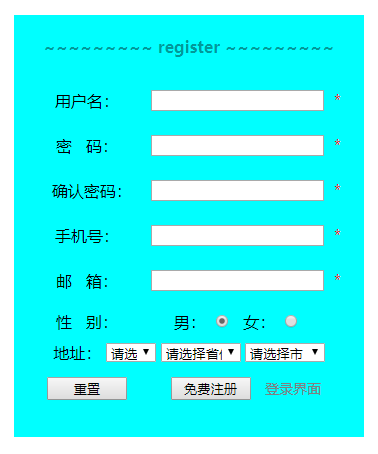 ~~~~~~~~~ register ~~~~~~~~~
用户名： *
密 码： *
确认密码： *
手机号： *
邮 箱： *
性 别： 男： 女：
地址： 请选 请选择省 请选择市
重置 免费注册 登录界面